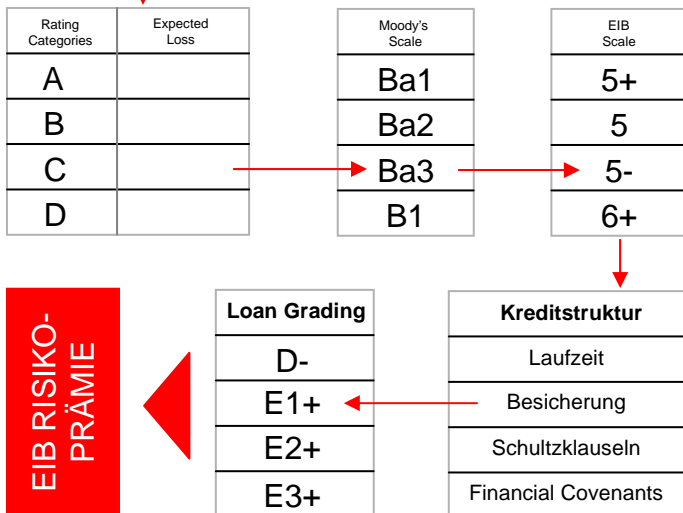 Rating
Categories
Expected
Loss
A
B
C
D
Moody's
Scale
Ba1
Ba2
Ba3
B1
EIB
Scale
5+
5
5-
6+
EIB RISIKO-
PRÄMIE
Loan Grading
D-
E1+
E2+
E3+
Kreditstruktur
Laufzeit
Besicherung
Schultzklauseln
Financial Covenants